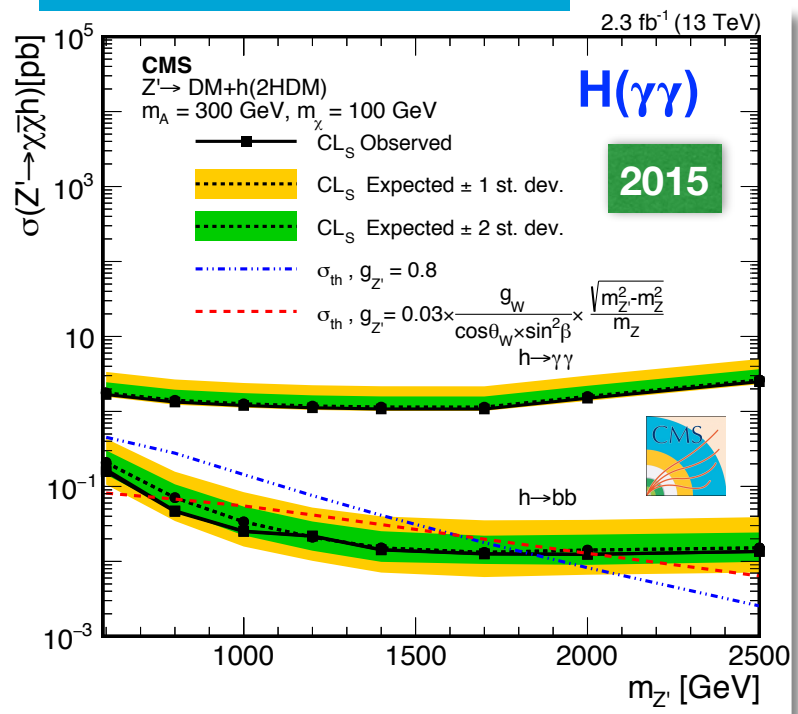 2.3 fb⁻¹ (13 TeV)
CMS
Z'→ DM+h(2HDM)
m_A = 300 GeV, m_χ = 100 GeV
H(γγ)
2015
CL_S Observed
CL_S Expected ± 1 st. dev.
CL_S Expected ± 2 st. dev.
σ_th , g_Z' = 0.8
σ_th , g_Z' = 0.03× g_W / cosθ_W×sin²β × √m²_Z'-m²_Z / m_Z
h→γγ
CMS
h→bb
σ(Z'→χχ̄h)[pb]
10⁵
10³
10
10⁻¹
10⁻³
1000 1500 2000 2500
m_Z' [GeV]